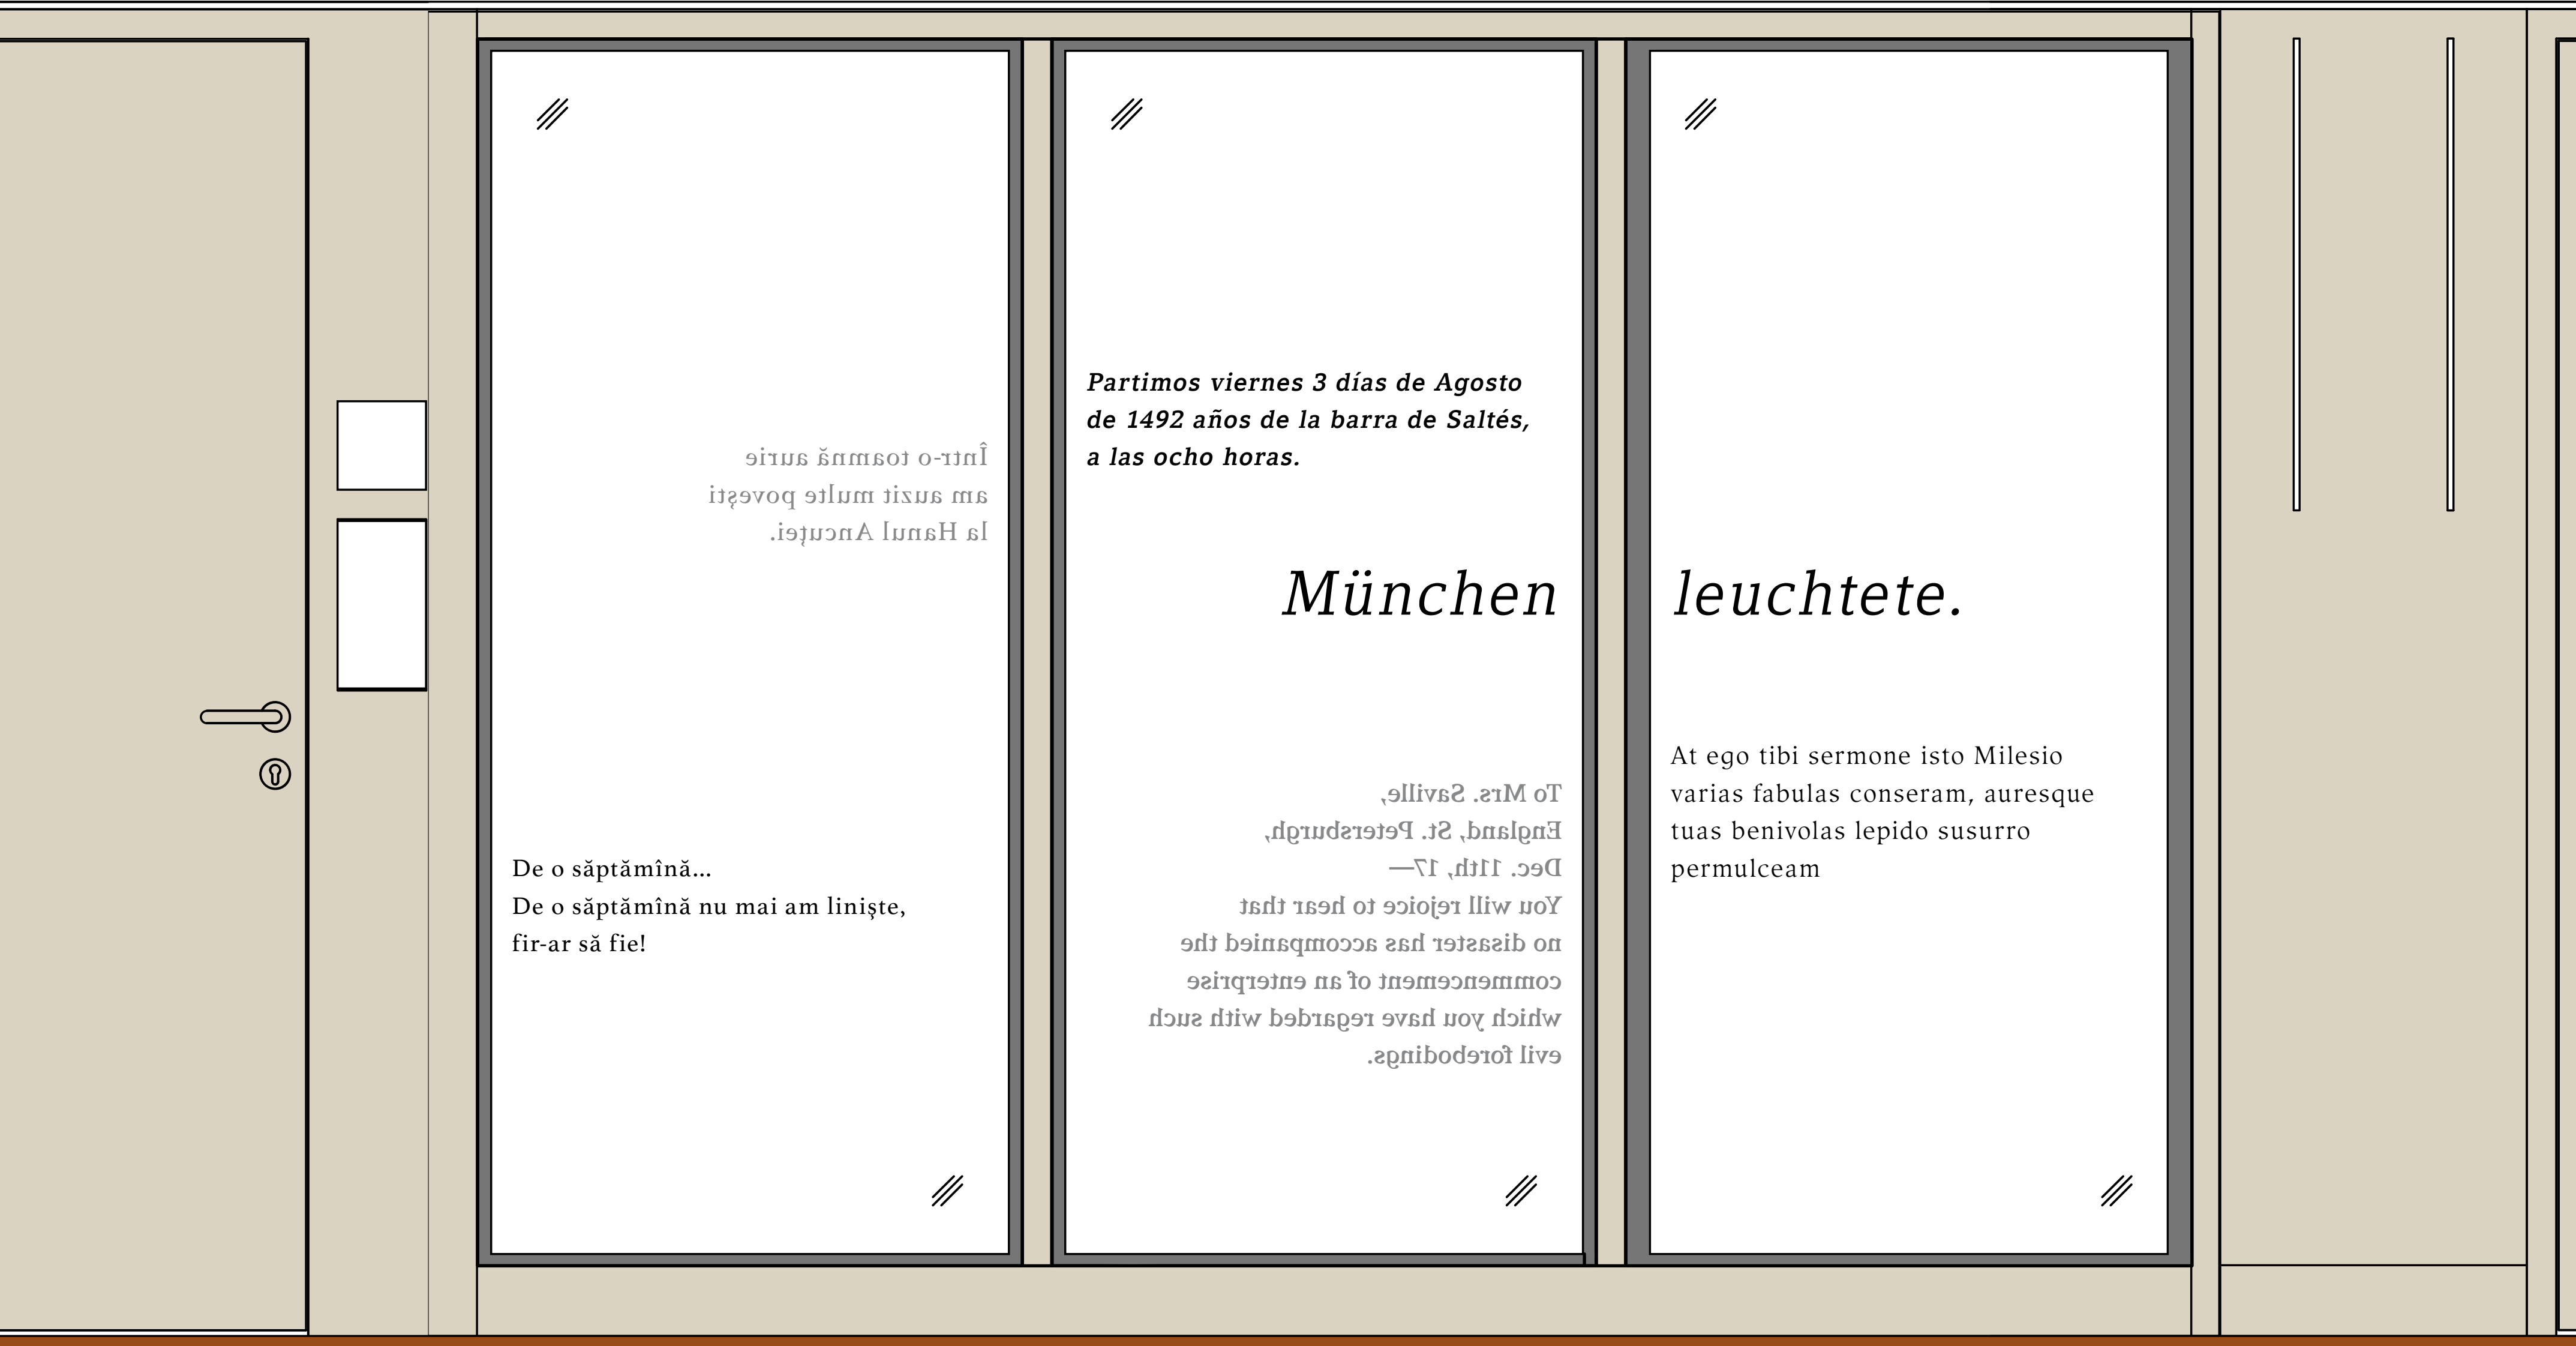 Într-o toamnă aurie
am auzit multe poveşti
la Hanul Ancuţei.
De o săptămînă...
De o săptămînă nu mai am linişte,
fir-ar să fie!
Partimos viernes 3 días de Agosto
de 1492 años de la barra de Saltés,
a las ocho horas.
München leuchtete.
To Mrs. Saville,
England, St. Petersburgh,
Dec. 11th, 17—
You will rejoice to hear that
no disaster has accompanied the
commencement of an enterprise
which you have regarded with such
evil forebodings.
At ego tibi sermone isto Milesio
varias fabulas conseram, auresque
tuas benivolas lepido susurro
permulceam